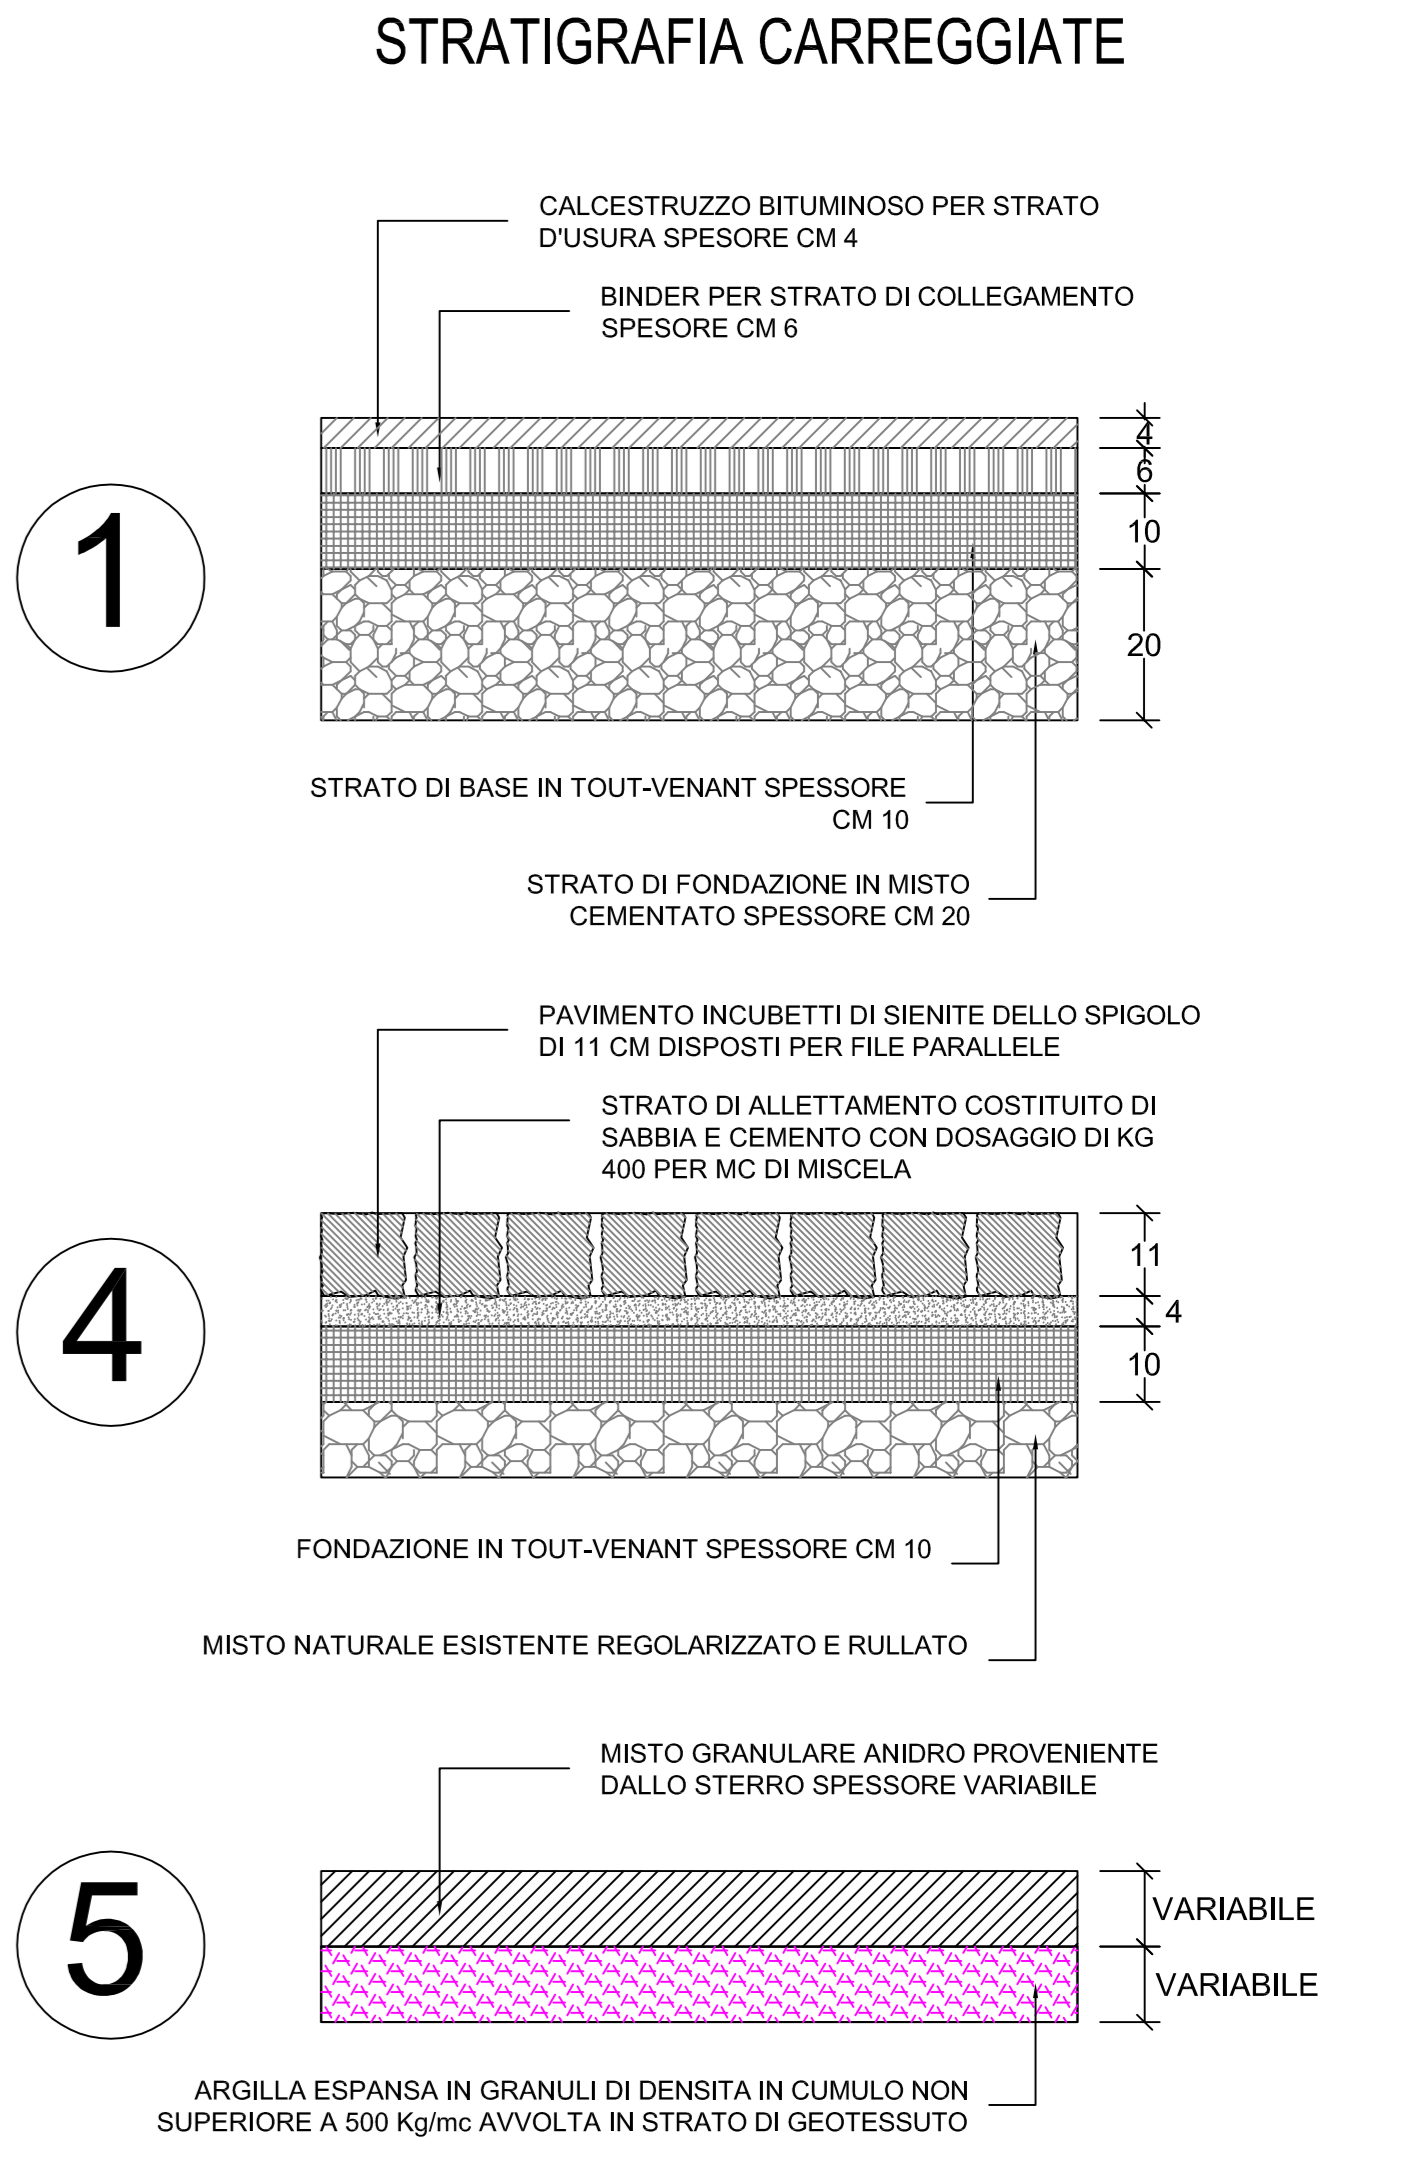 STRATIGRAFIA CARREGGIATE
CALCESTRUZZO BITUMINOSO PER STRATO
D'USURA SPESORE CM 4
BINDER PER STRATO DI COLLEGAMENTO
SPESORE CM 6
1
4
6
10
20
STRATO DI BASE IN TOUT-VENANT SPESSORE
CM 10
STRATO DI FONDAZIONE IN MISTO
CEMENTATO SPESSORE CM 20
PAVIMENTO INCUBETTI DI SIENITE DELLO SPIGOLO
DI 11 CM DISPOSTI PER FILE PARALLELE
STRATO DI ALLETTAMENTO COSTITUITO DI
SABBIA E CEMENTO CON DOSAGGIO DI KG
400 PER MC DI MISCELA
4
11
4
10
FONDAZIONE IN TOUT-VENANT SPESSORE CM 10
MISTO NATURALE ESISTENTE REGOLARIZZATO E RULLATO
MISTO GRANULARE ANIDRO PROVENIENTE
DALLO STERRO SPESSORE VARIABILE
5
VARIABILE
VARIABILE
ARGILLA ESPANSA IN GRANULI DI DENSITA IN CUMULO NON
SUPERIORE A 500 Kg/mc AVVOLTA IN STRATO DI GEOTESSUTO